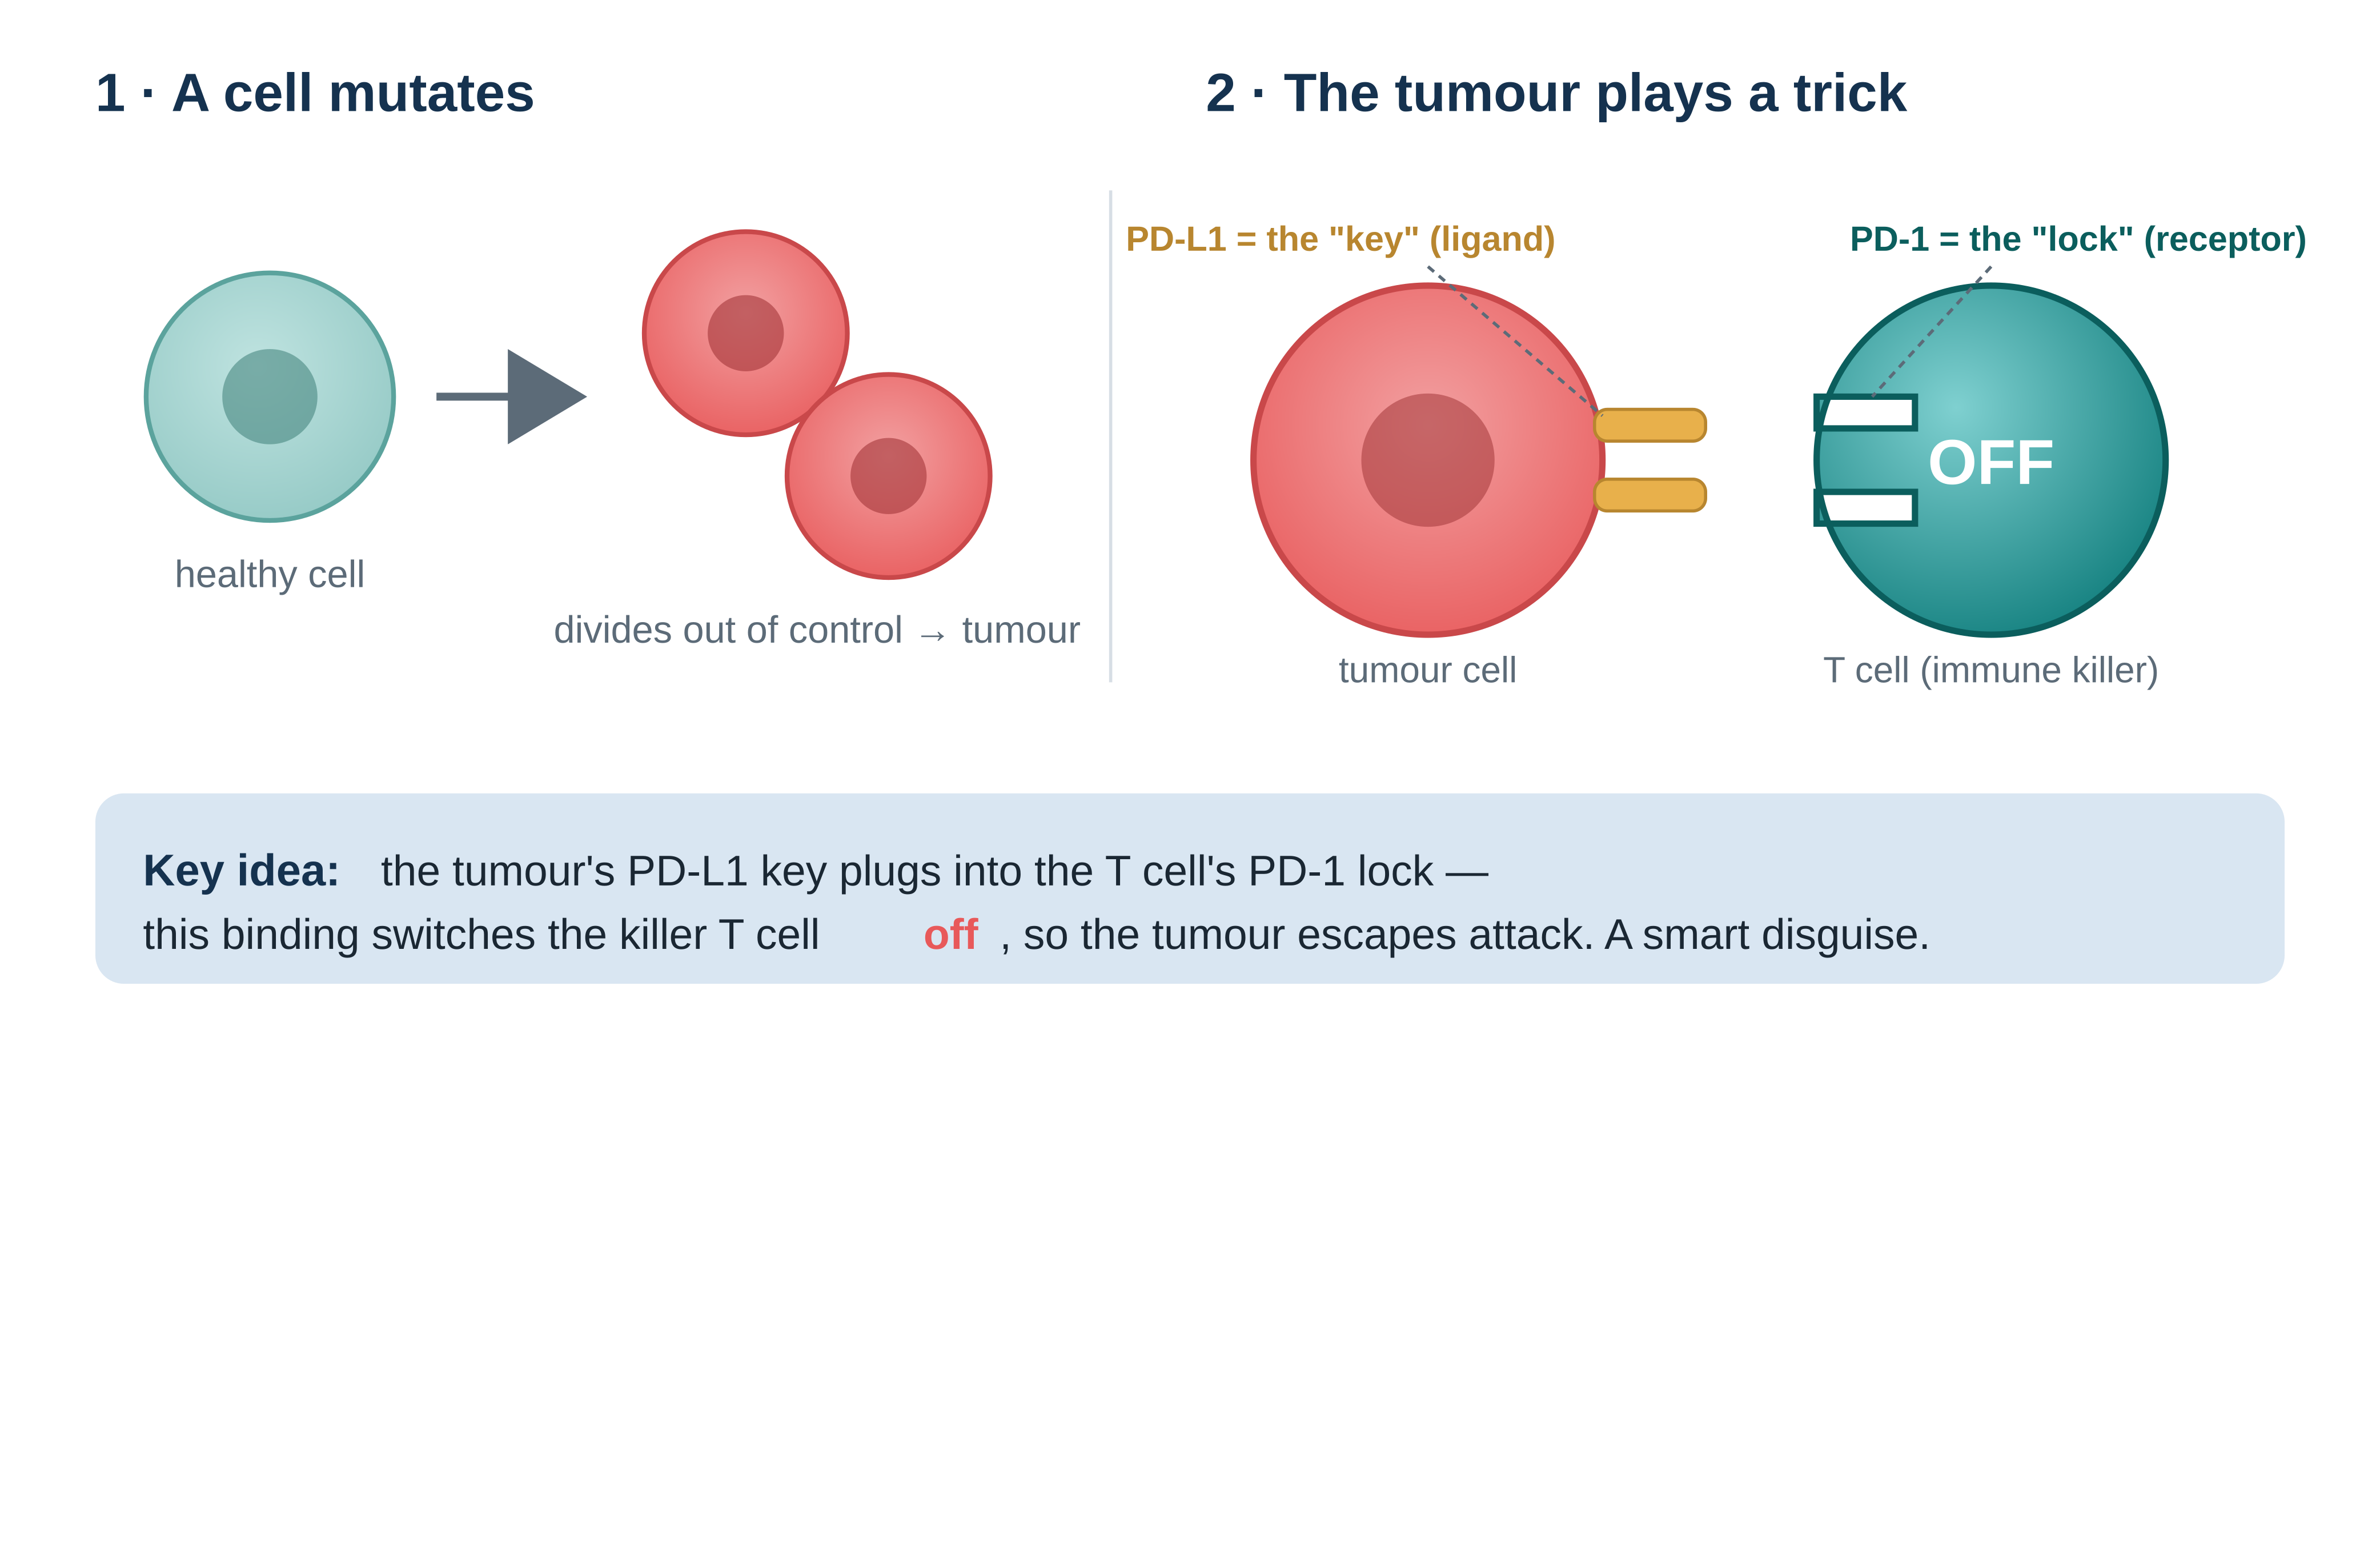 1 · A cell mutates
2 · The tumour plays a trick
PD-L1 = the "key" (ligand)
PD-1 = the "lock" (receptor)
OFF
healthy cell
divides out of control → tumour
tumour cell
T cell (immune killer)
Key idea: the tumour's PD-L1 key plugs into the T cell's PD-1 lock —
this binding switches the killer T cell off , so the tumour escapes attack. A smart disguise.